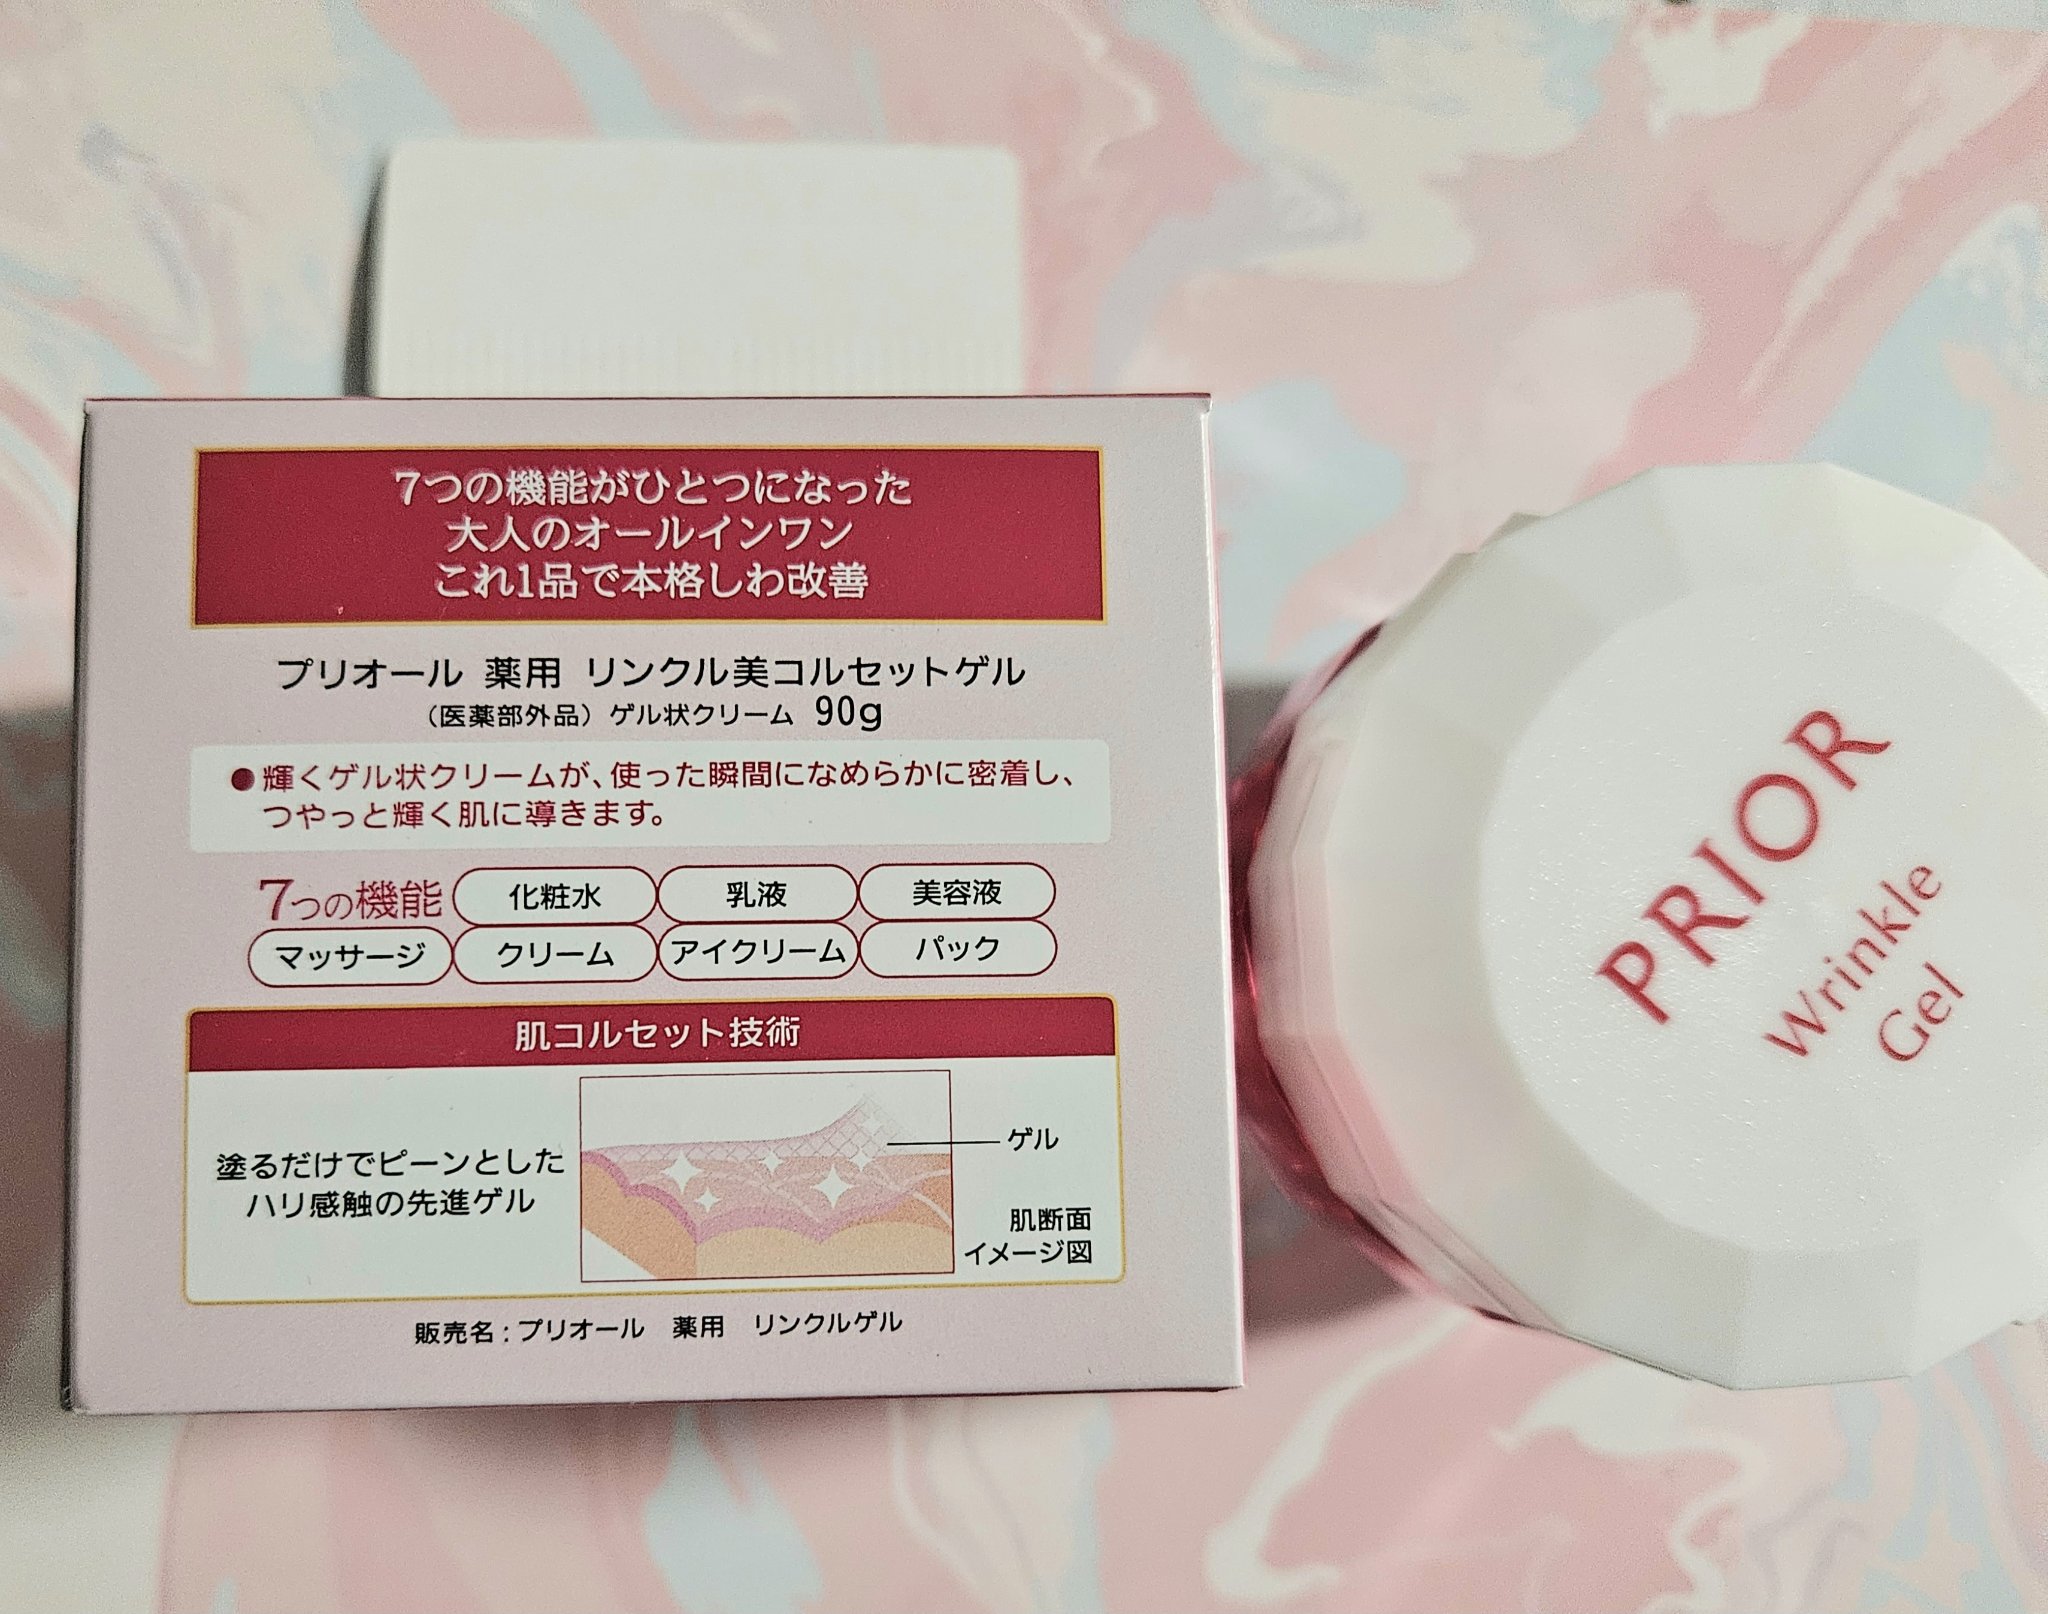 7つの機能がひとつになった
大人のオールインワン
これ1品で本格しわ改善
プリオール 薬用 リンクル美コルセットゲル
（医薬部外品）ゲル状クリーム 90g
●輝くゲル状クリームが、使った瞬間になめらかに密着し、
つやっと輝く肌に導きます。
7つの機能 化粧水 乳液 美容液
マッサージ クリーム アイクリーム パック
肌コルセット技術
塗るだけでピーンとした
ハリ感触の先進ゲル
ゲル
肌断面
イメージ図
販売名：プリオール 薬用 リンクルゲル
PRIOR
Wrinkle
Gel